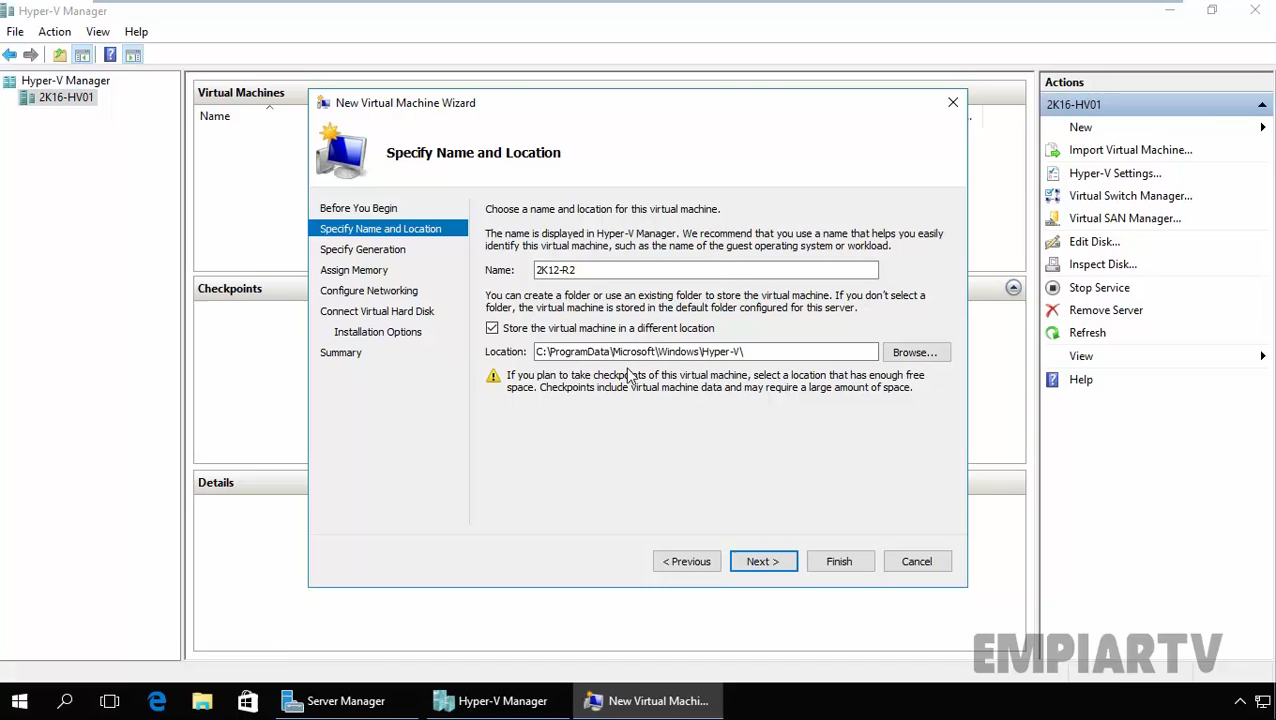 Hyper-V Manager
File Action View Help
Hyper-V Manager
2K16-HV01
Virtual Machines
Name
Checkpoints
Details
New Virtual Machine Wizard
Specify Name and Location
Before You Begin
Specify Name and Location
Specify Generation
Assign Memory
Configure Networking
Connect Virtual Hard Disk
Installation Options
Summary
Choose a name and location for this virtual machine.
The name is displayed in Hyper-V Manager. We recommend that you use a name that helps you easily
identify this virtual machine, such as the name of the guest operating system or workload.
Name: 2K12-R2
You can create a folder or use an existing folder to store the virtual machine. If you don't select a
folder, the virtual machine is stored in the default folder configured for this server.
Store the virtual machine in a different location
Location: C:\ProgramData\Microsoft\Windows\Hyper-V\ Browse...
If you plan to take checkpoints of this virtual machine, select a location that has enough free
space. Checkpoints include virtual machine data and may require a large amount of space.
< Previous Next > Finish Cancel
Actions
2K16-HV01
New
Import Virtual Machine...
Hyper-V Settings...
Virtual Switch Manager...
Virtual SAN Manager...
Edit Disk...
Inspect Disk...
Stop Service
Remove Server
Refresh
View
Help
EMPIARTV
Server Manager Hyper-V Manager New Virtual Machi...